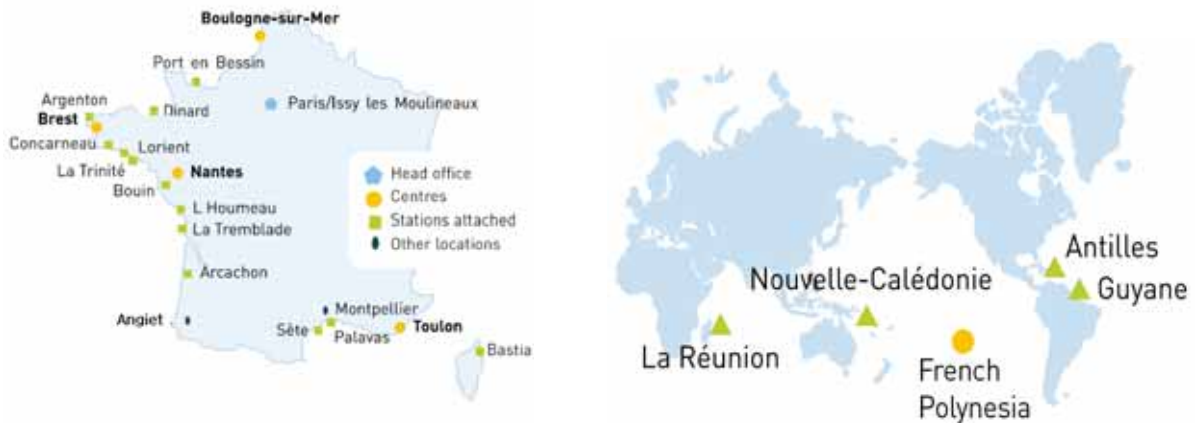 Boulogne-sur-Mer
Port en Bessin
Paris/Issy les Moulineaux
Argenton
Dinard
Brest
Concarneau
Lorient
La Trinité
Nantes
Bouin
L Houmeau
La Tremblade
Arcachon
Angiet
Montpellier
Sète
Palavas
Toulon
Bastia
Head office
Centres
Stations attached
Other locations
Antilles
Nouvelle-Calédonie
Guyane
La Réunion
French
Polynesia